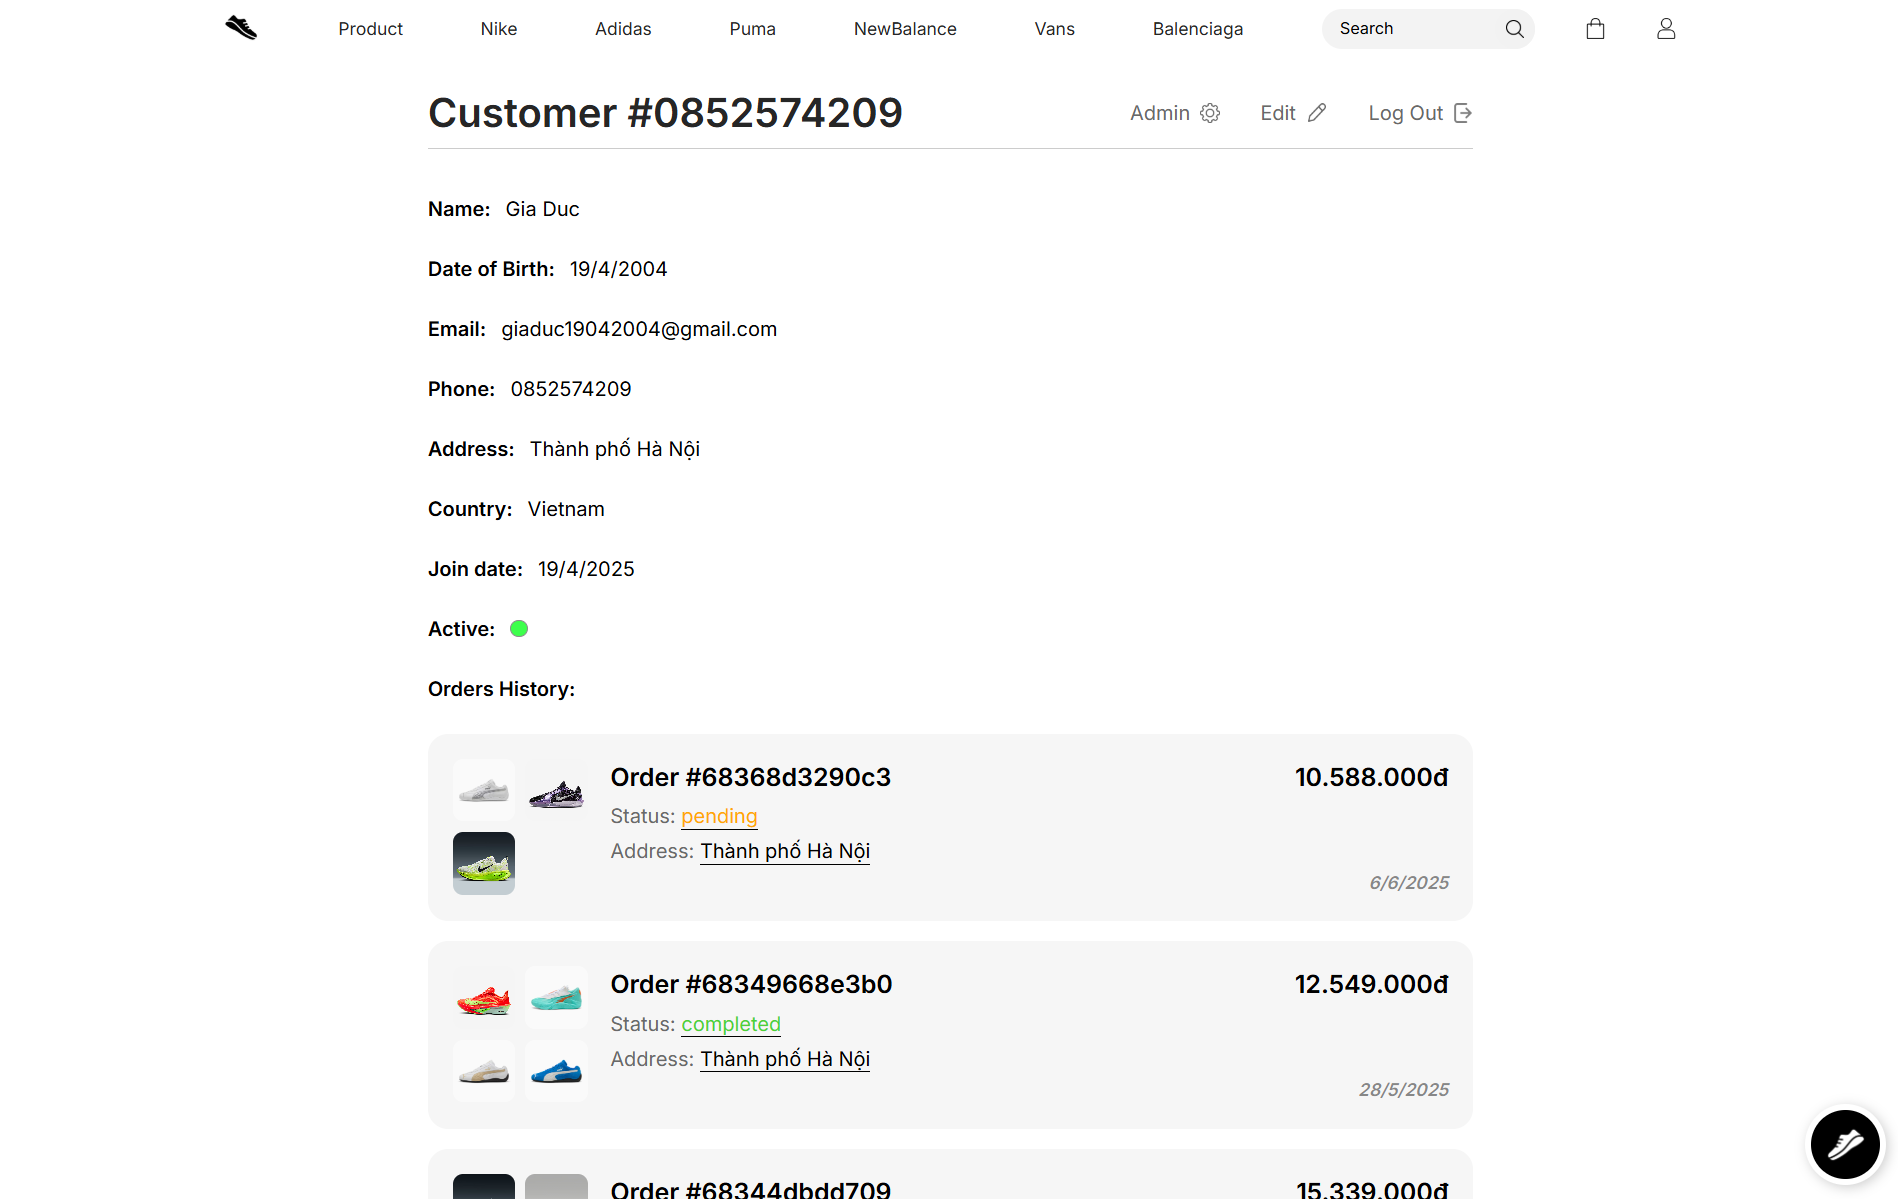 Product Nike Adidas Puma NewBalance Vans Balenciaga Search
Customer #0852574209 Admin Edit Log Out
Name: Gia Duc
Date of Birth: 19/4/2004
Email: giaduc19042004@gmail.com
Phone: 0852574209
Address: Thành phố Hà Nội
Country: Vietnam
Join date: 19/4/2025
Active:
Orders History:
Order #68368d3290c3 10.588.000đ
Status: pending
Address: Thành phố Hà Nội
6/6/2025
Order #68349668e3b0 12.549.000đ
Status: completed
Address: Thành phố Hà Nội
28/5/2025
Order #68344dbdd709 15.339.000đ